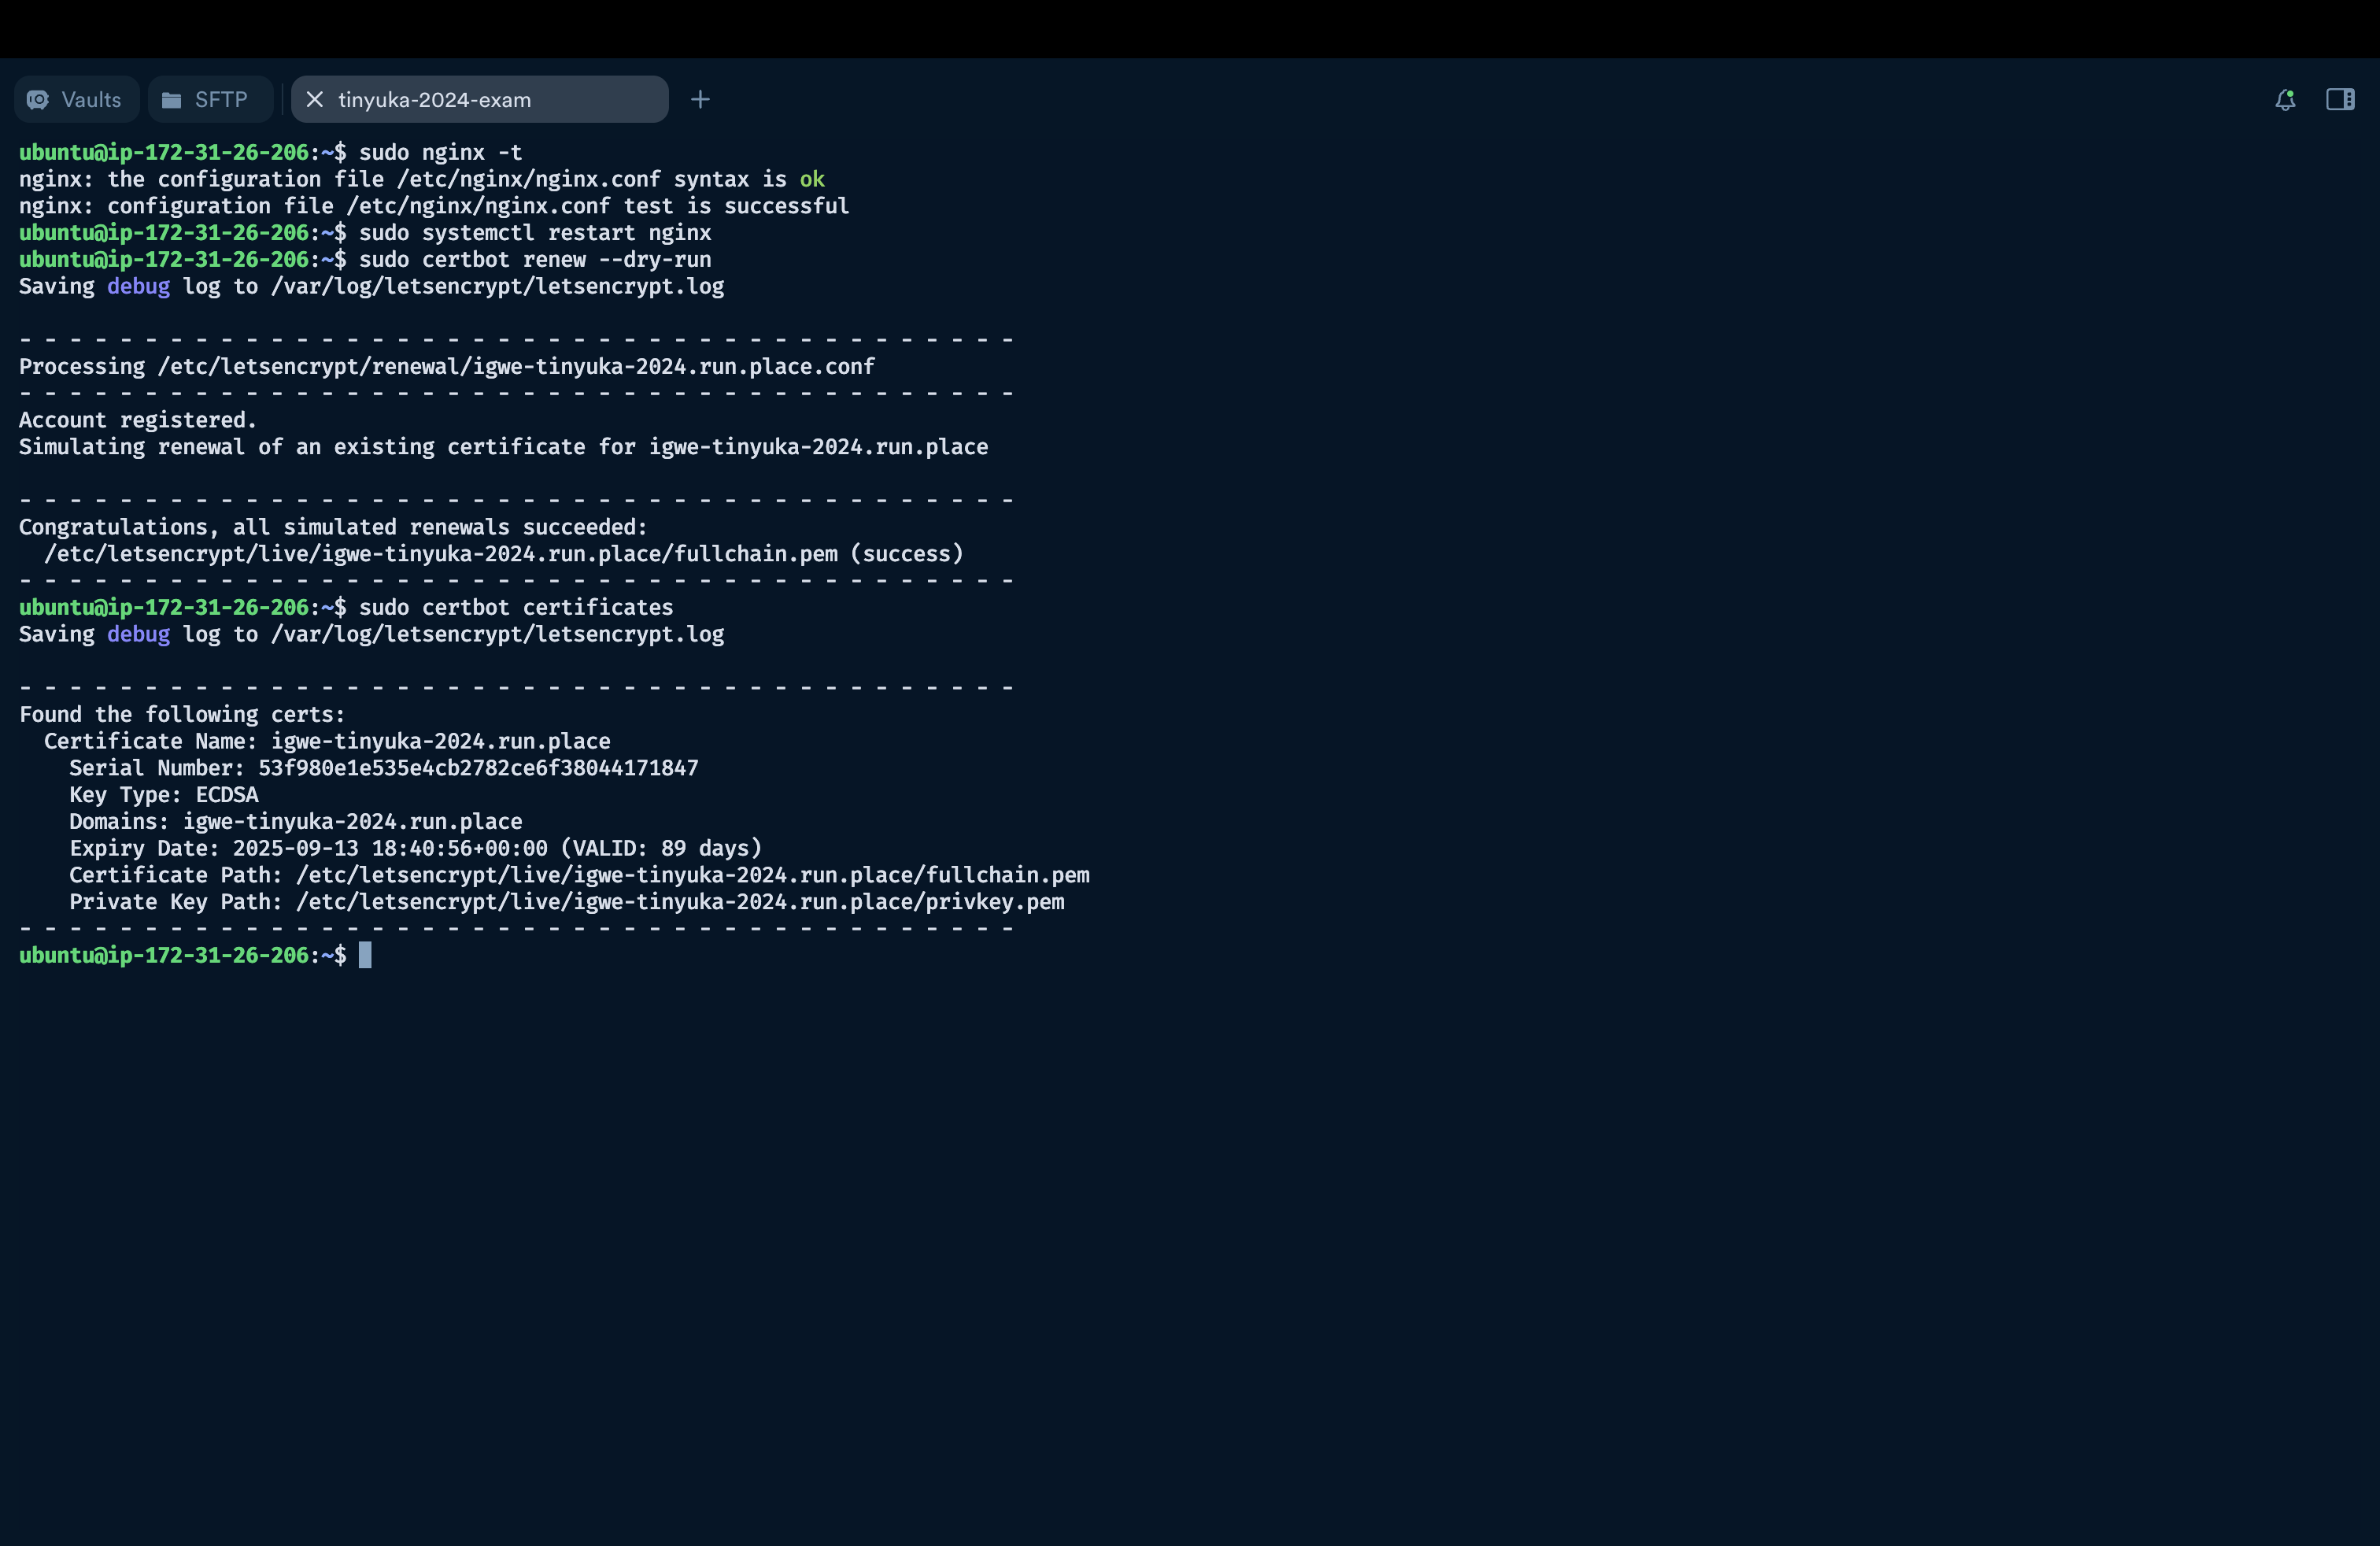 Vaults SFTP tinyuka-2024-exam
ubuntu@ip-172-31-26-206:~$ sudo nginx -t
nginx: the configuration file /etc/nginx/nginx.conf syntax is ok
nginx: configuration file /etc/nginx/nginx.conf test is successful
ubuntu@ip-172-31-26-206:~$ sudo systemctl restart nginx
ubuntu@ip-172-31-26-206:~$ sudo certbot renew --dry-run
Saving debug log to /var/log/letsencrypt/letsencrypt.log
- - - - - - - - - - - - - - - - - - - - - - - - - - - - - - - - - - - - - - - -
Processing /etc/letsencrypt/renewal/igwe-tinyuka-2024.run.place.conf
- - - - - - - - - - - - - - - - - - - - - - - - - - - - - - - - - - - - - - - -
Account registered.
Simulating renewal of an existing certificate for igwe-tinyuka-2024.run.place
- - - - - - - - - - - - - - - - - - - - - - - - - - - - - - - - - - - - - - - -
Congratulations, all simulated renewals succeeded:
  /etc/letsencrypt/live/igwe-tinyuka-2024.run.place/fullchain.pem (success)
- - - - - - - - - - - - - - - - - - - - - - - - - - - - - - - - - - - - - - - -
ubuntu@ip-172-31-26-206:~$ sudo certbot certificates
Saving debug log to /var/log/letsencrypt/letsencrypt.log
- - - - - - - - - - - - - - - - - - - - - - - - - - - - - - - - - - - - - - - -
Found the following certs:
  Certificate Name: igwe-tinyuka-2024.run.place
    Serial Number: 53f980e1e535e4cb2782ce6f38044171847
    Key Type: ECDSA
    Domains: igwe-tinyuka-2024.run.place
    Expiry Date: 2025-09-13 18:40:56+00:00 (VALID: 89 days)
    Certificate Path: /etc/letsencrypt/live/igwe-tinyuka-2024.run.place/fullchain.pem
    Private Key Path: /etc/letsencrypt/live/igwe-tinyuka-2024.run.place/privkey.pem
- - - - - - - - - - - - - - - - - - - - - - - - - - - - - - - - - - - - - - - -
ubuntu@ip-172-31-26-206:~$